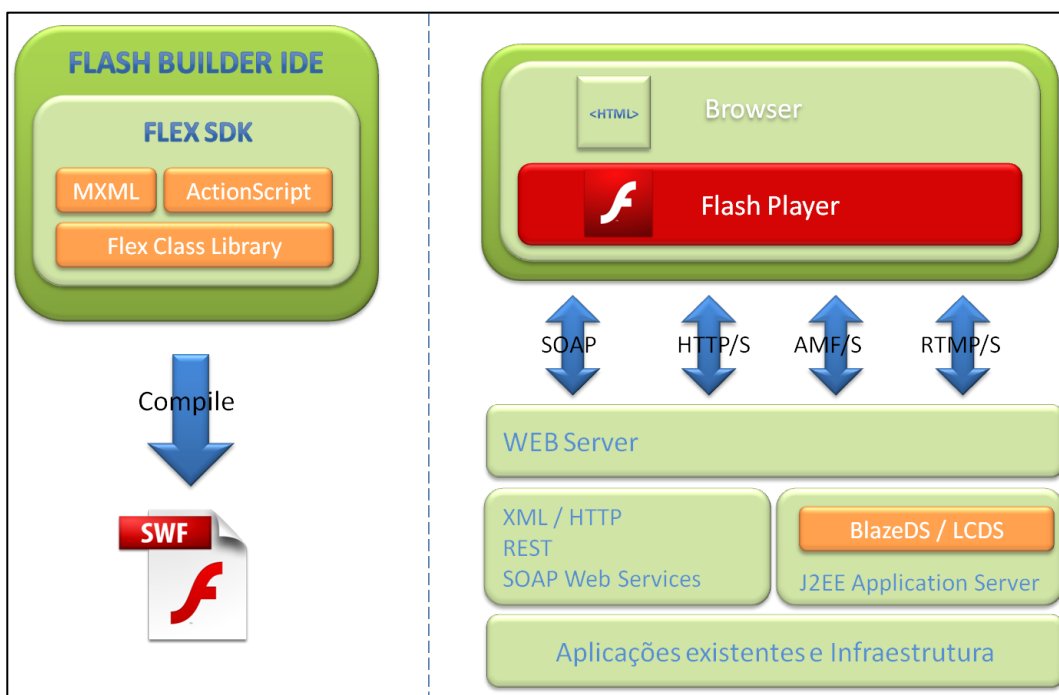 FLASH BUILDER IDE
FLEX SDK
MXML
ActionScript
Flex Class Library
Compile
SWF
<HTML>
Browser
Flash Player
SOAP
HTTP/S
AMF/S
RTMP/S
WEB Server
XML / HTTP
REST
SOAP Web Services
BlazeDS / LCDS
J2EE Application Server
Aplicações existentes e Infraestrutura